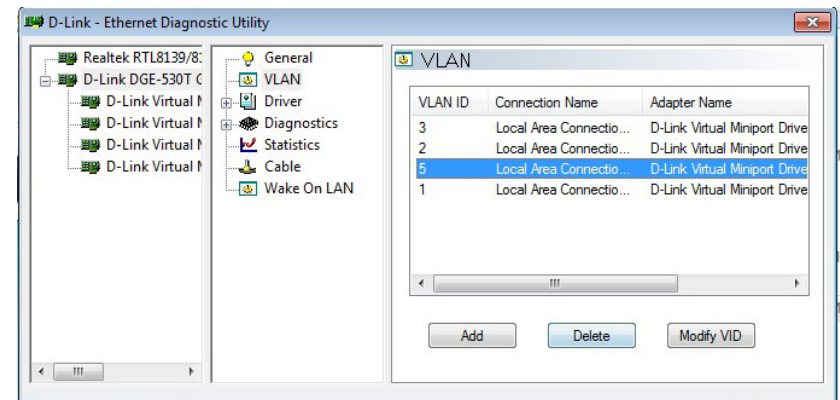 D-Link - Ethernet Diagnostic Utility
Realtek RTL8139/81
D-Link DGE-530T G
D-Link Virtual M
D-Link Virtual M
D-Link Virtual M
D-Link Virtual M
General
VLAN
Driver
Diagnostics
Statistics
Cable
Wake On LAN
VLAN
VLAN ID Connection Name Adapter Name
3 Local Area Connectio... D-Link Virtual Miniport Drive
2 Local Area Connectio... D-Link Virtual Miniport Drive
5 Local Area Connectio... D-Link Virtual Miniport Drive
1 Local Area Connectio... D-Link Virtual Miniport Drive
Add Delete Modify VID